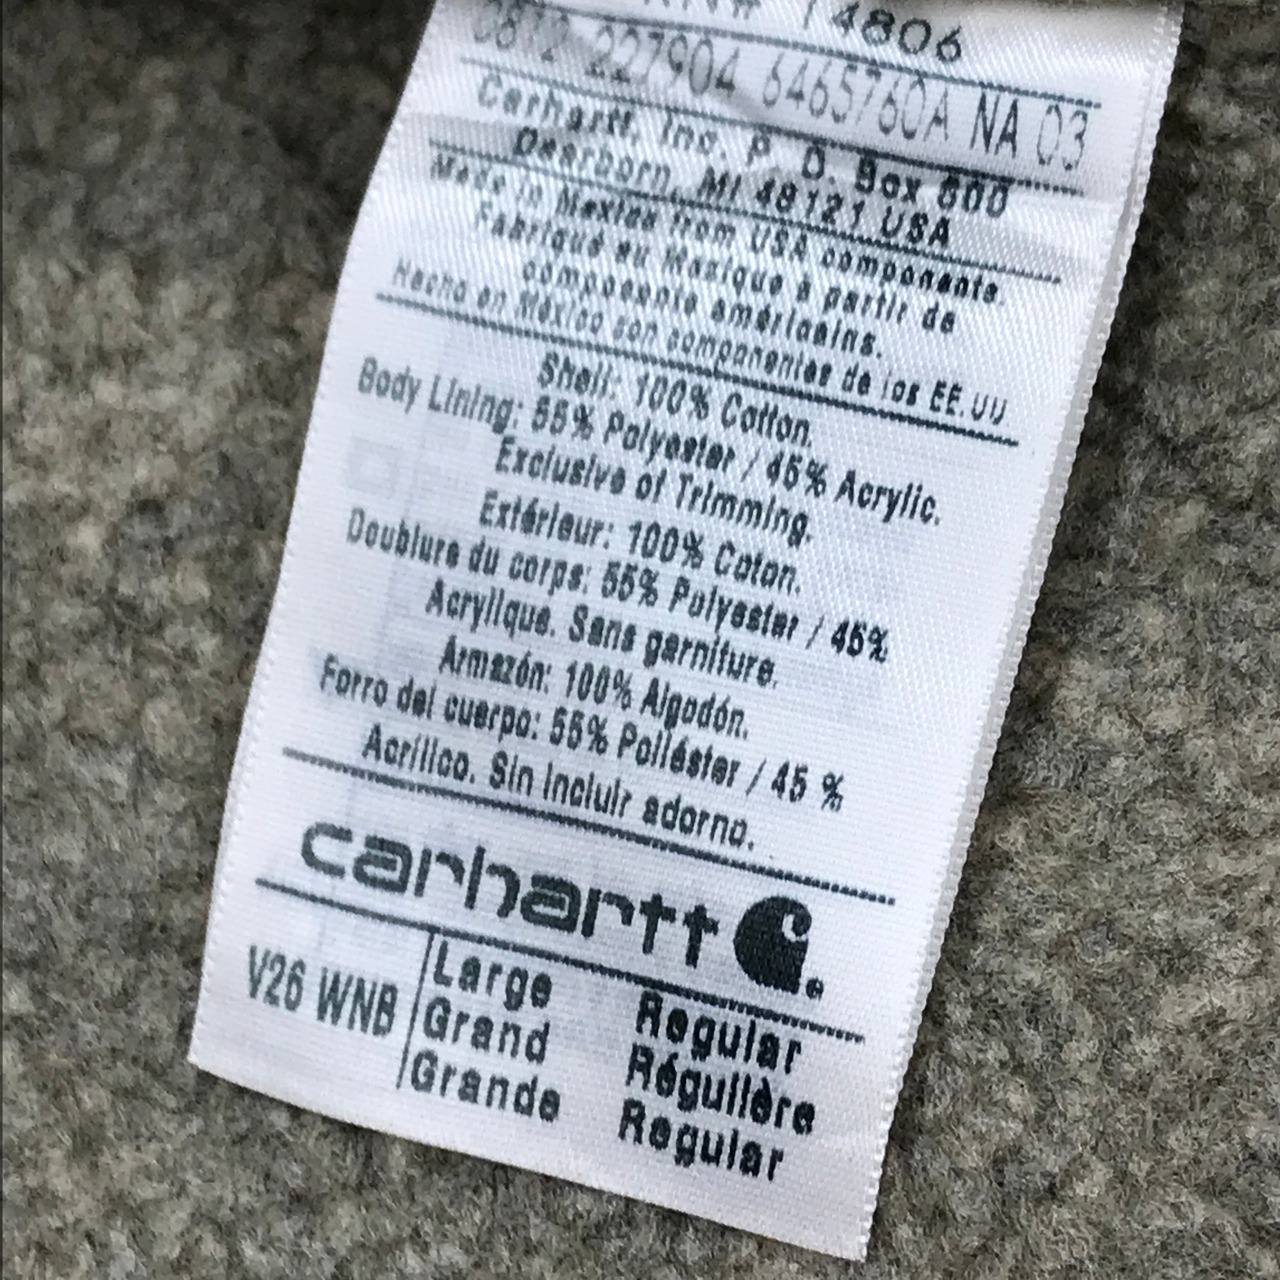 RN# 14806
0812 227904 6465760A NA 03
Carhartt, Inc. P. O. Box 600
Dearborn, MI 48121 USA
Made in Mexico from USA components.
Fabriqué au Mexique à partir de
composants américains.
Hecho en México con componentes de los EE.UU
Shell: 100% Cotton.
Body Lining: 55% Polyester / 45% Acrylic.
Exclusive of Trimming.
Extérieur: 100% Coton.
Doublure du corps: 55% Polyester / 45%
Acrylique. Sans garniture.
Armazón: 100% Algodón.
Forro del cuerpo: 55% Poliéster / 45 %
Acrílico. Sin incluir adorno.
carhartt
V26 WNB Large Regular
Grand Régulière
Grande Regular